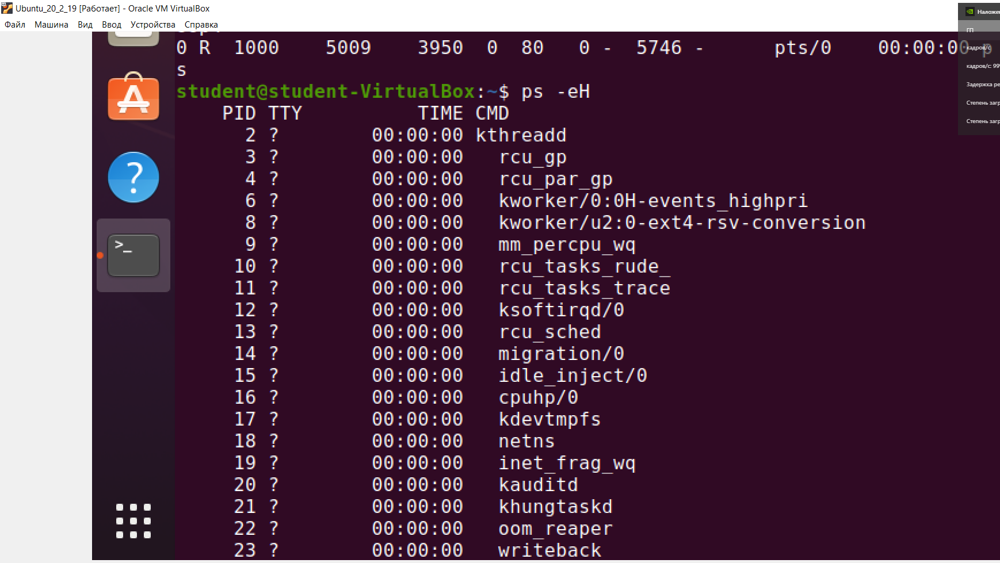 Ubuntu_20_2_19 [Работает] - Oracle VM VirtualBox
Файл Машина Вид Ввод Устройства Справка
0 R 1000 5009 3950 0 80 0 - 5746 - pts/0 00:00:00 p
s
student@student-VirtualBox:~$ ps -eH
PID TTY TIME CMD
2 ? 00:00:00 kthreadd
3 ? 00:00:00 rcu_gp
4 ? 00:00:00 rcu_par_gp
6 ? 00:00:00 kworker/0:0H-events_highpri
8 ? 00:00:00 kworker/u2:0-ext4-rsv-conversion
9 ? 00:00:00 mm_percpu_wq
10 ? 00:00:00 rcu_tasks_rude_
11 ? 00:00:00 rcu_tasks_trace
12 ? 00:00:00 ksoftirqd/0
13 ? 00:00:00 rcu_sched
14 ? 00:00:00 migration/0
15 ? 00:00:00 idle_inject/0
16 ? 00:00:00 cpuhp/0
17 ? 00:00:00 kdevtmpfs
18 ? 00:00:00 netns
19 ? 00:00:00 inet_frag_wq
20 ? 00:00:00 kauditd
21 ? 00:00:00 khungtaskd
22 ? 00:00:00 oom_reaper
23 ? 00:00:00 writeback
Наложе
ГП
кадров/с
кадров/с: 99
Задержка ре
Степень загр
Степень загр